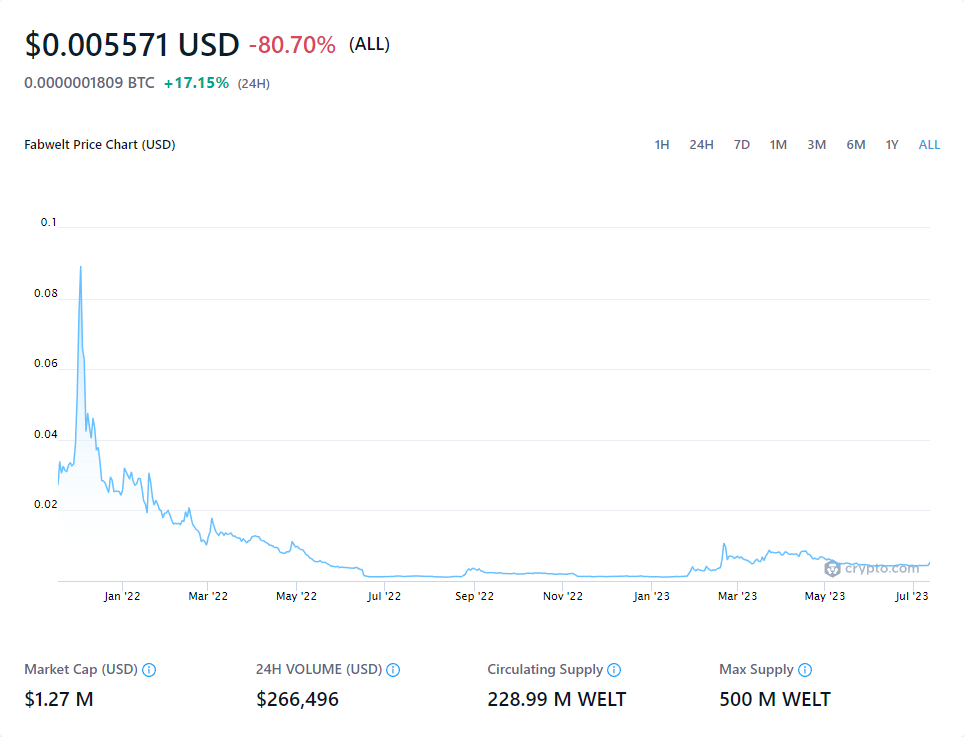 $0.005571 USD -80.70% (ALL)
0.0000001809 BTC +17.15% (24H)
Fabwelt Price Chart (USD) 1H 24H 7D 1M 3M 6M 1Y ALL
0.1
0.08
0.06
0.04
0.02
crypto.com
Jan '22 Mar '22 May '22 Jul '22 Sep '22 Nov '22 Jan '23 Mar '23 May '23 Jul '23
Market Cap (USD) 24H VOLUME (USD) Circulating Supply Max Supply
$1.27 M $266,496 228.99 M WELT 500 M WELT